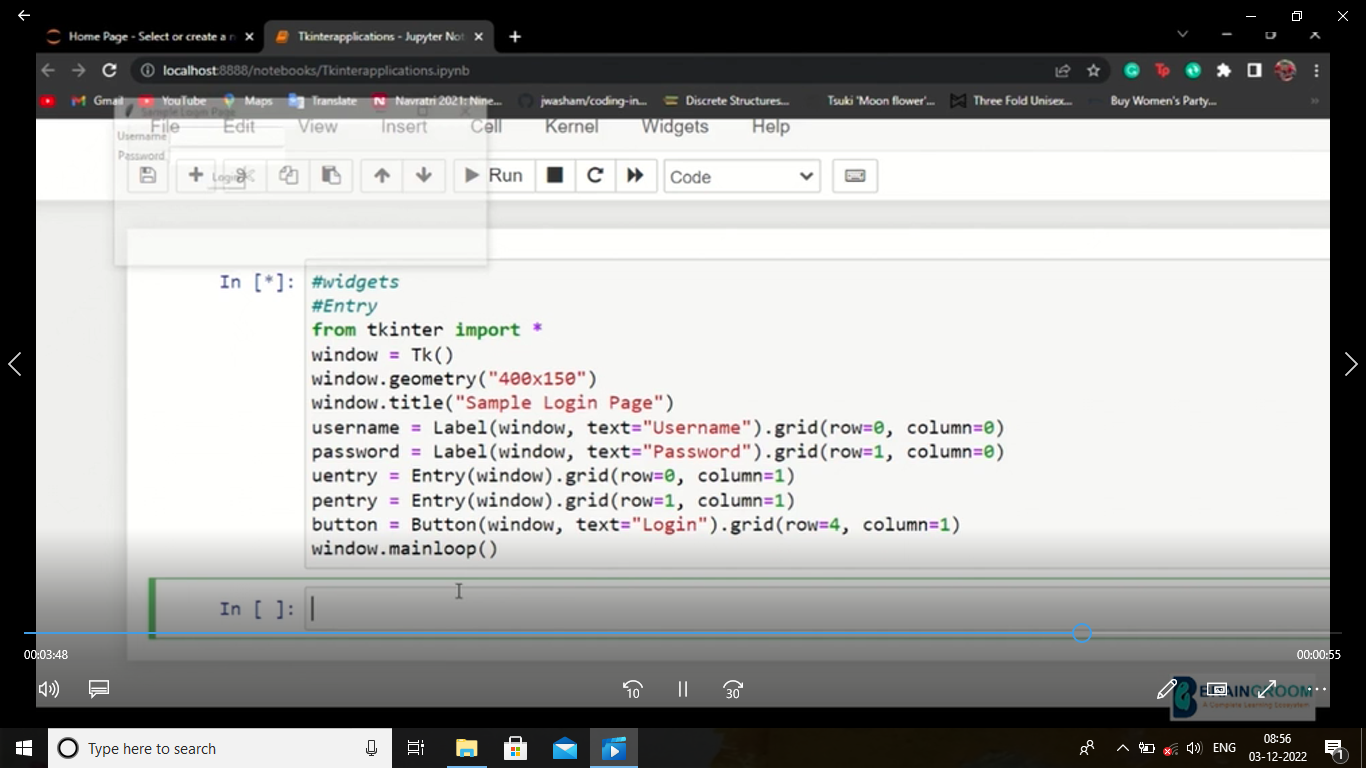 Home Page - Select or create a n
Tkinterapplications - Jupyter Not
localhost:8888/notebooks/Tkinterapplications.ipynb
Tp
Gmail YouTube Maps Translate Navratri 2021: Nine... jwasham/coding-in... Discrete Structures... Tsuki 'Moon flower'... Three Fold Unisex... Buy Women's Party... »
Sample Login Page
File Edit View Insert Cell Kernel Widgets Help
Username
Password
Login
Run
Code
In [*]:
#widgets
#Entry
from tkinter import *
window = Tk()
window.geometry("400x150")
window.title("Sample Login Page")
username = Label(window, text="Username").grid(row=0, column=0)
password = Label(window, text="Password").grid(row=1, column=0)
uentry = Entry(window).grid(row=0, column=1)
pentry = Entry(window).grid(row=1, column=1)
button = Button(window, text="Login").grid(row=4, column=1)
window.mainloop()
In [ ]:
00:03:48
00:00:55
10
30
BRAINGROOM
A Complete Learning Ecosystem
Type here to search
ENG
08:56
03-12-2022
1